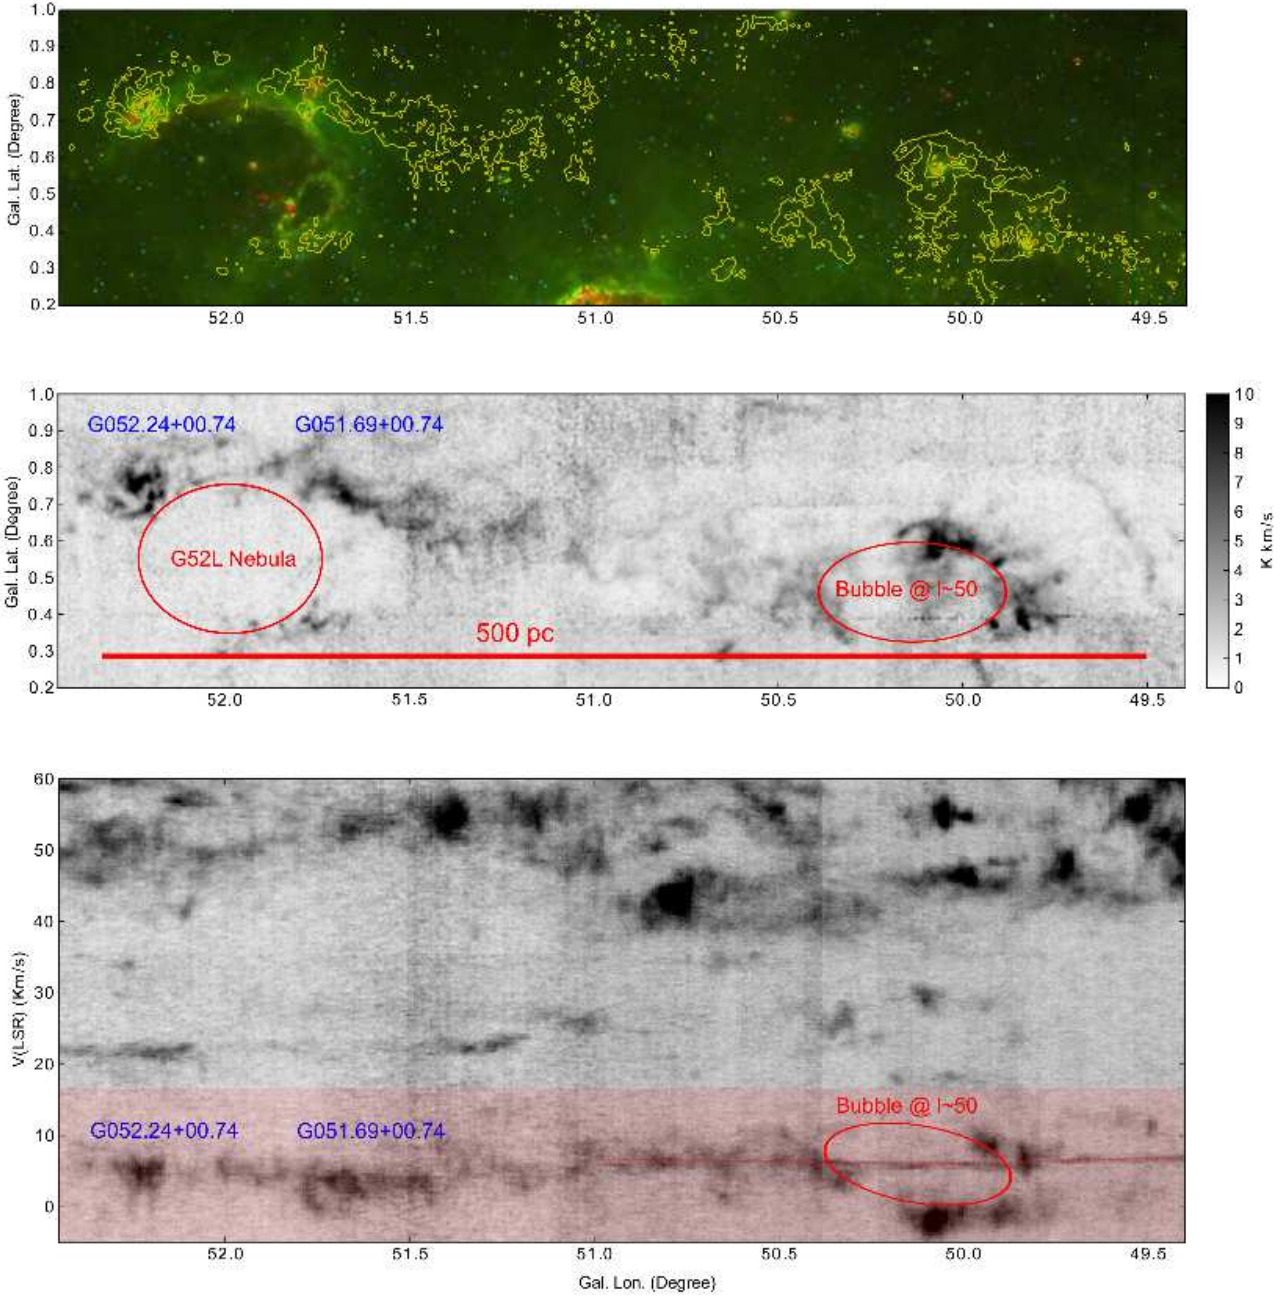 1.0
0.9
0.8
0.7
0.6
0.5
0.4
0.3
0.2
Gal. Lat. (Degree)
52.0 51.5 51.0 50.5 50.0 49.5
1.0
0.9
0.8
0.7
0.6
0.5
0.4
0.3
0.2
Gal. Lat. (Degree)
G052.24+00.74 G051.69+00.74
G52L Nebula
Bubble @ l~50
500 pc
52.0 51.5 51.0 50.5 50.0 49.5
10
9
8
7
6
5
4
3
2
1
0
K km/s
60
50
40
30
20
10
0
V(LSR) (Km/s)
Bubble @ l~50
G052.24+00.74 G051.69+00.74
52.0 51.5 51.0 50.5 50.0 49.5
Gal. Lon. (Degree)